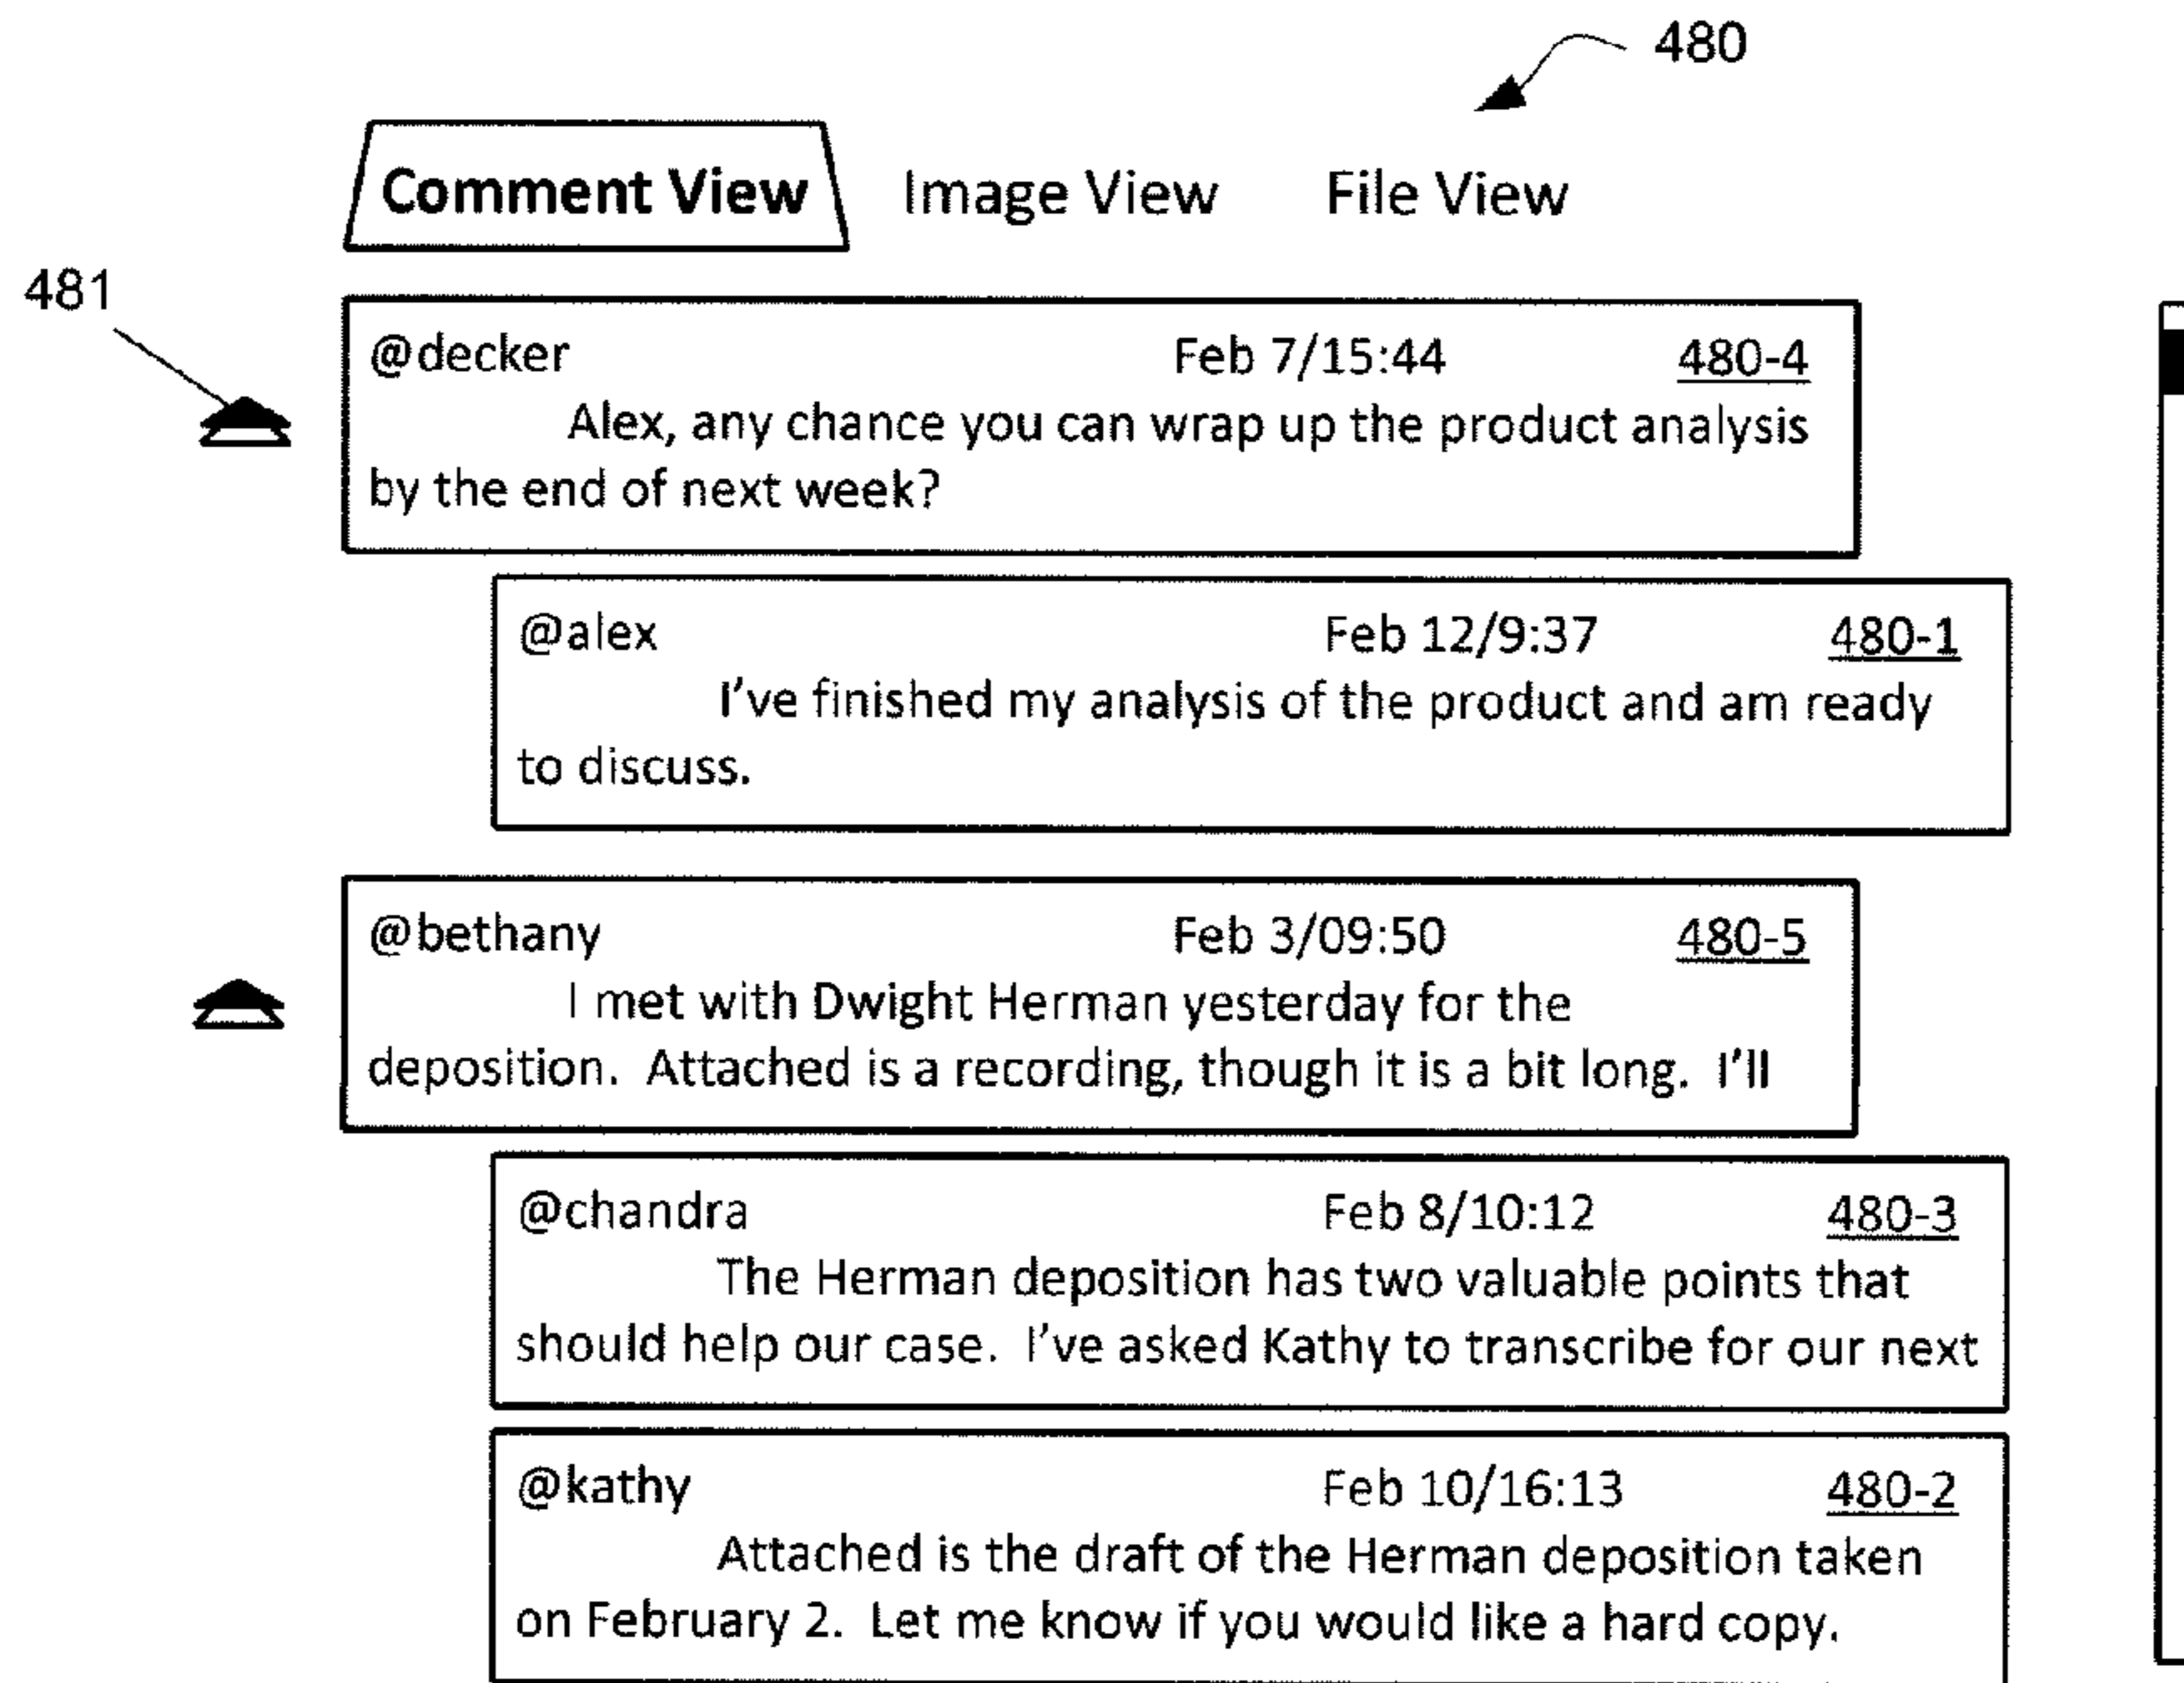 480
Comment View Image View File View
481
@decker Feb 7/15:44 480-4
Alex, any chance you can wrap up the product analysis
by the end of next week?
@alex Feb 12/9:37 480-1
I've finished my analysis of the product and am ready
to discuss.
@bethany Feb 3/09:50 480-5
I met with Dwight Herman yesterday for the
deposition. Attached is a recording, though it is a bit long. I'll
@chandra Feb 8/10:12 480-3
The Herman deposition has two valuable points that
should help our case. I've asked Kathy to transcribe for our next
@kathy Feb 10/16:13 480-2
Attached is the draft of the Herman deposition taken
on February 2. Let me know if you would like a hard copy.